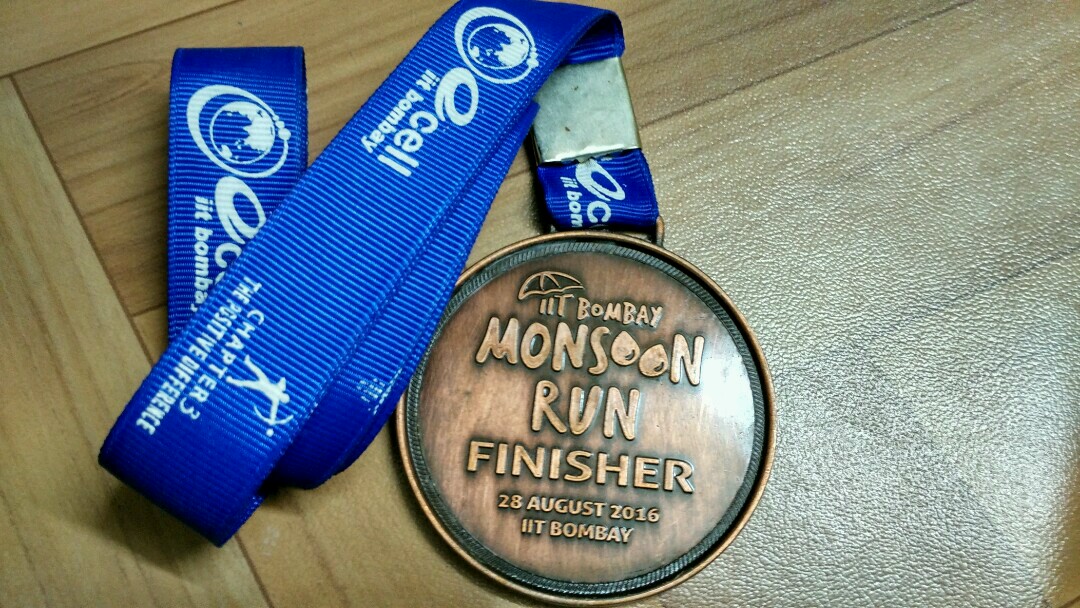 ecell
iit bombay
iit bombay
CHAPTER 3
THE POSITIVE DIFFERENCE
IIT BOMBAY
MONSOON
RUN
FINISHER
28 AUGUST 2016
IIT BOMBAY